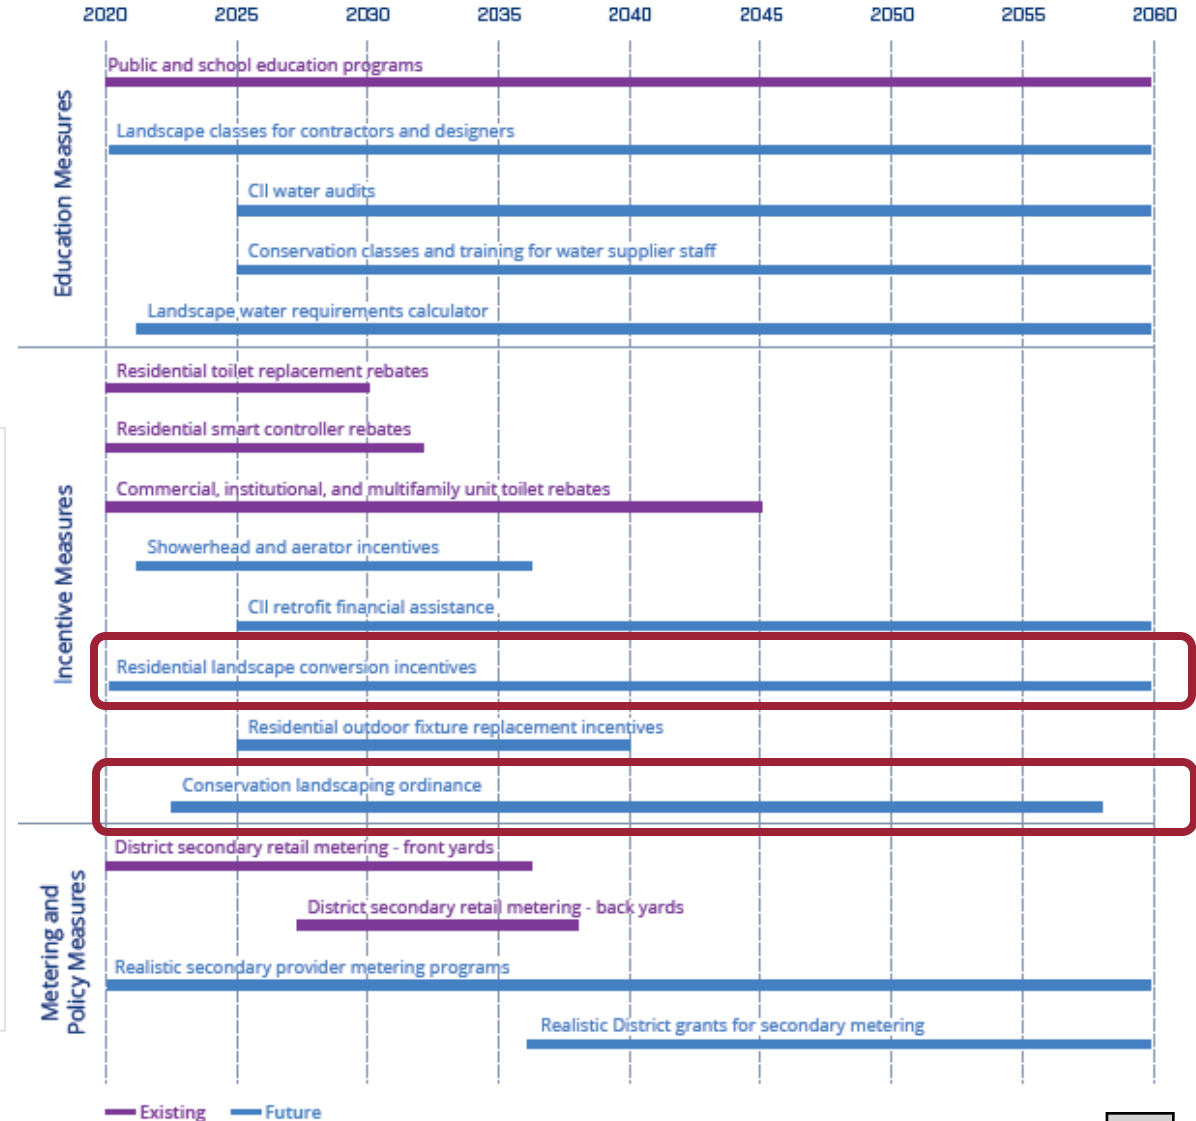 2020 2025 2030 2035 2040 2045 2050 2055 2060
Education Measures
Public and school education programs
Landscape classes for contractors and designers
CII water audits
Conservation classes and training for water supplier staff
Landscape water requirements calculator
Incentive Measures
Residential toilet replacement rebates
Residential smart controller rebates
Commercial, institutional, and multifamily unit toilet rebates
Showerhead and aerator incentives
CII retrofit financial assistance
Residential landscape conversion incentives
Residential outdoor fixture replacement incentives
Conservation landscaping ordinance
Metering and
Policy Measures
District secondary retail metering - front yards
District secondary retail metering - back yards
Realistic secondary provider metering programs
Realistic District grants for secondary metering
Existing Future